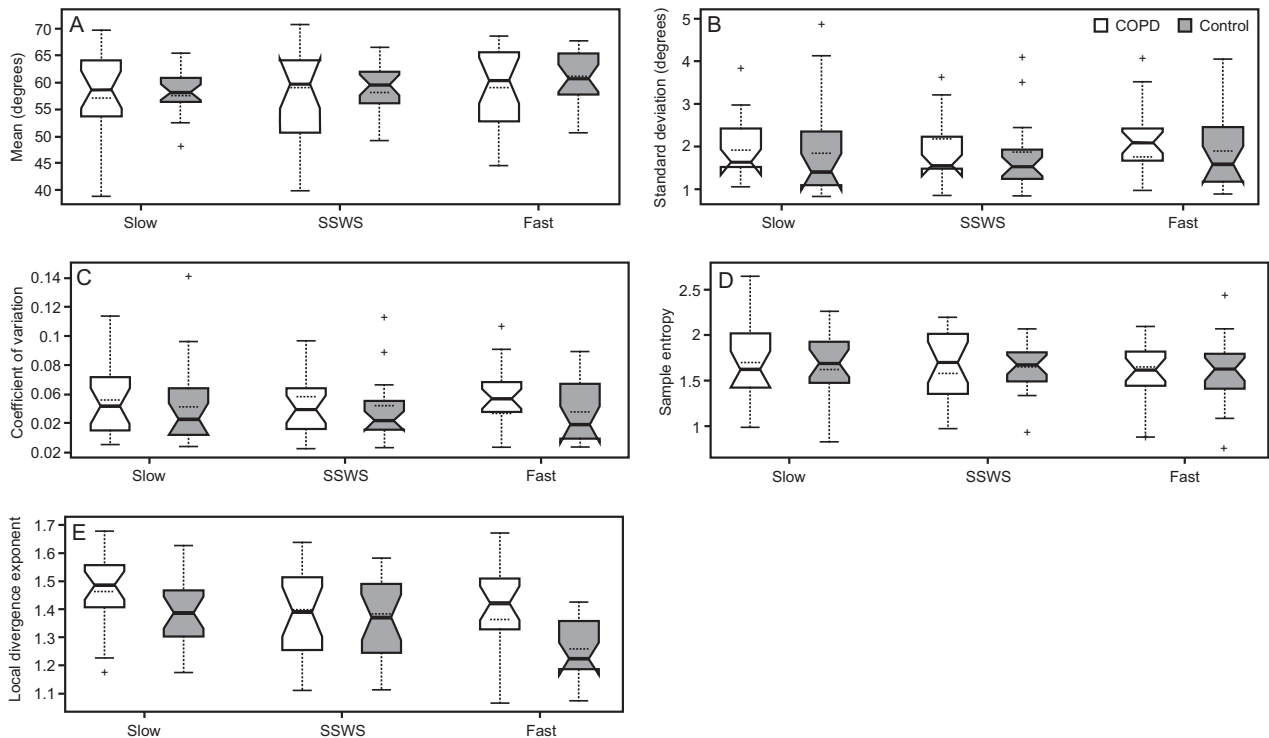 A
Mean (degrees)
70
65
60
55
50
45
40
Slow SSWS Fast
B
COPD Control
Standard deviation (degrees)
5
4
3
2
1
Slow SSWS Fast
C
Coefficient of variation
0.14
0.12
0.1
0.08
0.06
0.02
0.02
Slow SSWS Fast
D
Sample entropy
2.5
2
1.5
1
Slow SSWS Fast
E
Local divergence exponent
1.7
1.6
1.5
1.4
1.3
1.2
1.1
Slow SSWS Fast